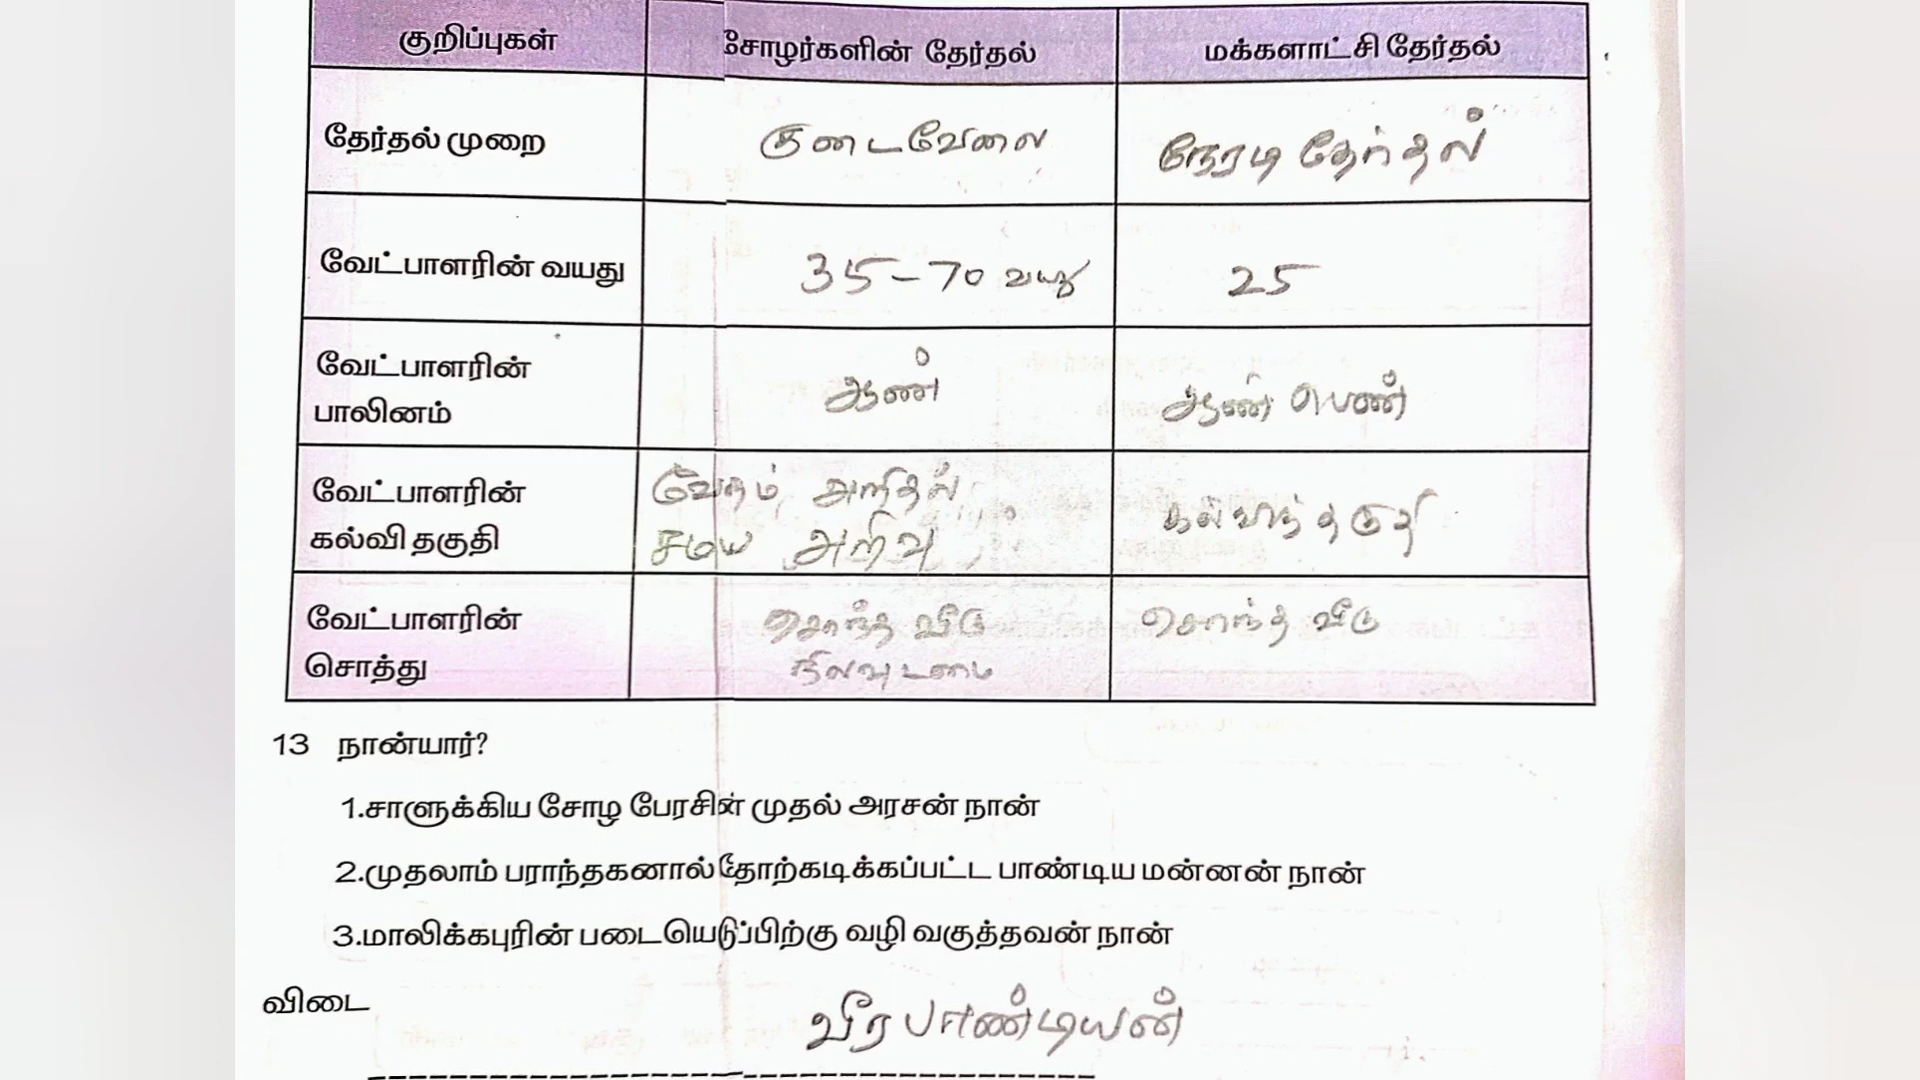 குறிப்புகள் சோழர்களின் தேர்தல் மக்களாட்சி தேர்தல்
தேர்தல் முறை குடைவேலை நேரடி தேர்தல்
வேட்பாளரின் வயது 35-70 வயது 25
வேட்பாளரின்
பாலினம் ஆண் ஆண் பெண்
வேட்பாளரின் வேதம் அறிதல்
கல்வி தகுதி சமய அறிவு கல்வித் தகுதி
வேட்பாளரின் சொந்த வீடு சொந்த வீடு
சொத்து நிலவுடமை
13 நான்யார்?
1.சாளுக்கிய சோழ பேரசின் முதல் அரசன் நான்
2.முதலாம் பராந்தகனால் தோற்கடிக்கப்பட்ட பாண்டிய மன்னன் நான்
3.மாலிக்கபுரின் படையெடுப்பிற்கு வழி வகுத்தவன் நான்
விடை வீரபாண்டியன்